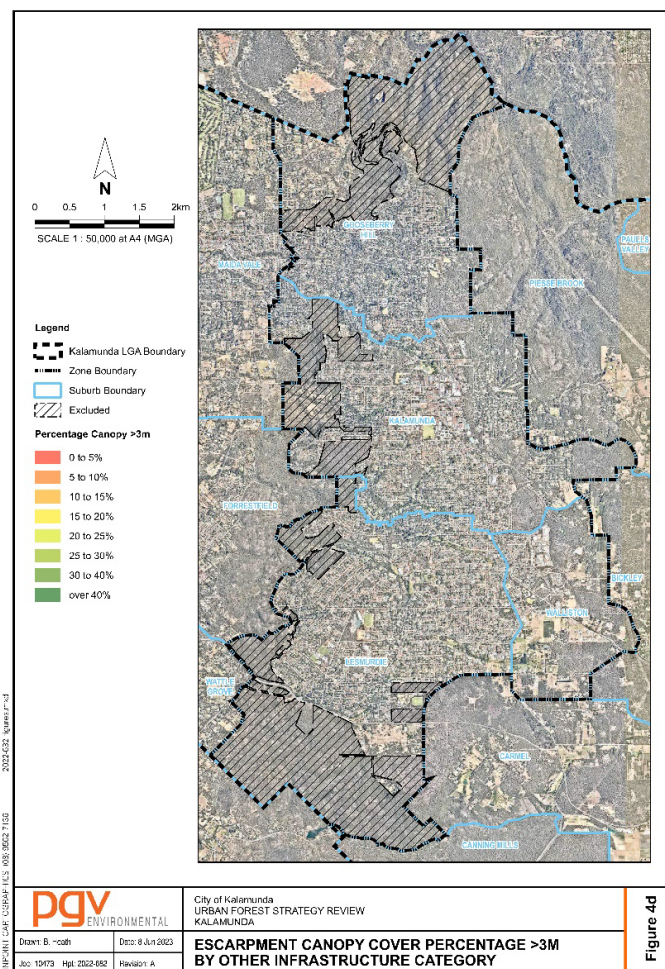 N
0 0.5 1 1.5 2km
SCALE 1 : 50,000 at A4 (MGA)
Legend
Kalamunda LGA Boundary
Zone Boundary
Suburb Boundary
Excluded
Percentage Canopy >3m
0 to 5%
5 to 10%
10 to 15%
15 to 20%
20 to 25%
25 to 30%
30 to 40%
over 40%
GOOSEBERRY
HILL
MAIDA VALE
PAULLS
VALLEY
PIESSE BROOK
KALAMUNDA
FORRESTFIELD
BICKLEY
WALLISTON
LESMURDIE
WATTLE
GROVE
CARMEL
CANNING MILLS
pgv
ENVIRONMENTAL
Drawn: B. Heath
Date: 8 Jun 2023
Job: 10473 Rpt: 2022-682
Revision: A
City of Kalamunda
URBAN FOREST STRATEGY REVIEW
KALAMUNDA
ESCARPMENT CANOPY COVER PERCENTAGE >3M
BY OTHER INFRASTRUCTURE CATEGORY
Figure 4d